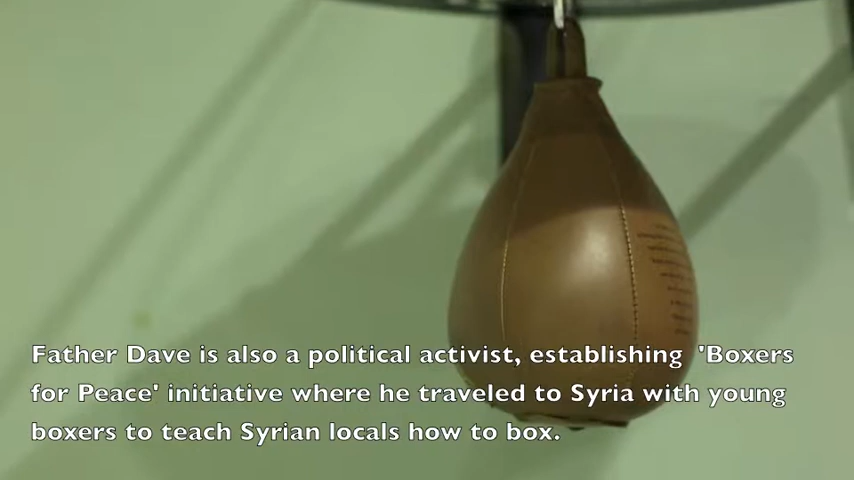 Father Dave is also a political activist, establishing  'Boxers
for Peace' initiative where he traveled to Syria with young
boxers to teach Syrian locals how to box.